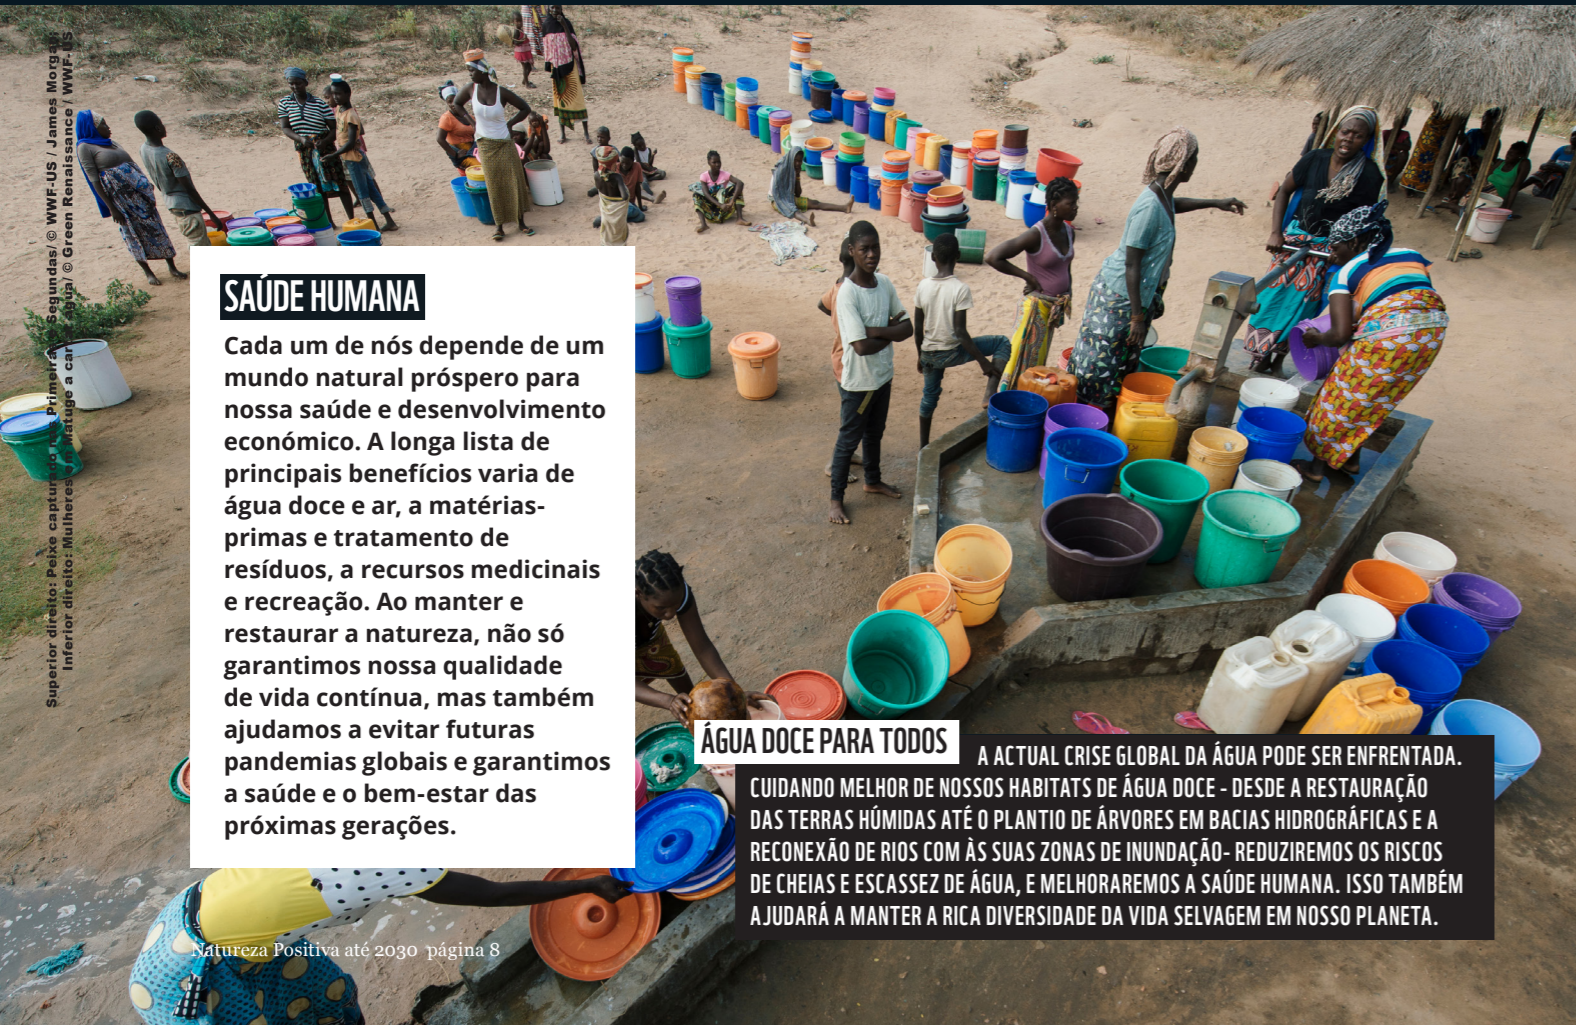 Superior direito: Peixe capturado nas Primeiras e Segundas/ © WWF-US / James Morgan;
Inferior direito: Mulheres em Matuge a carregar água/ © Green Renaissance / WWF-US
SAÚDE HUMANA
Cada um de nós depende de um
mundo natural próspero para
nossa saúde e desenvolvimento
económico. A longa lista de
principais benefícios varia de
água doce e ar, a matérias-
primas e tratamento de
resíduos, a recursos medicinais
e recreação. Ao manter e
restaurar a natureza, não só
garantimos nossa qualidade
de vida contínua, mas também
ajudamos a evitar futuras
pandemias globais e garantimos
a saúde e o bem-estar das
próximas gerações.
ÁGUA DOCE PARA TODOS
A ACTUAL CRISE GLOBAL DA ÁGUA PODE SER ENFRENTADA.
CUIDANDO MELHOR DE NOSSOS HABITATS DE ÁGUA DOCE - DESDE A RESTAURAÇÃO
DAS TERRAS HÚMIDAS ATÉ O PLANTIO DE ÁRVORES EM BACIAS HIDROGRÁFICAS E A
RECONEXÃO DE RIOS COM ÀS SUAS ZONAS DE INUNDAÇÃO- REDUZIREMOS OS RISCOS
DE CHEIAS E ESCASSEZ DE ÁGUA, E MELHORAREMOS A SAÚDE HUMANA. ISSO TAMBÉM
AJUDARÁ A MANTER A RICA DIVERSIDADE DA VIDA SELVAGEM EM NOSSO PLANETA.
Natureza Positiva até 2030 página 8